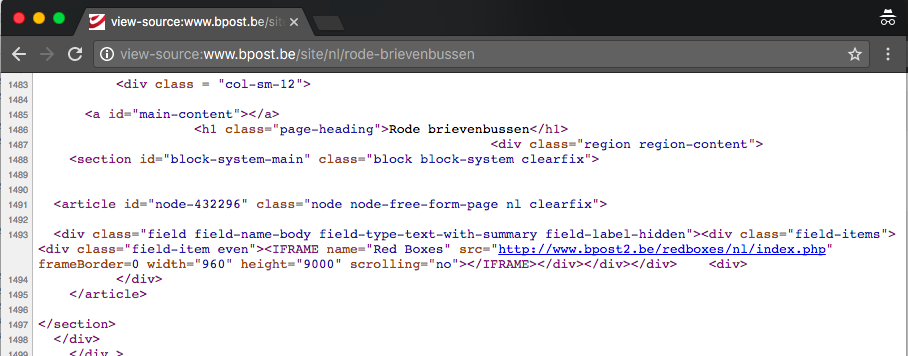 view-source:www.bpost.be/sit
view-source:www.bpost.be/site/nl/rode-brievenbussen
1483 <div class = "col-sm-12">
1484
1485 <a id="main-content"></a>
1486 <h1 class="page-heading">Rode brievenbussen</h1>
1487 <div class="region region-content">
1488 <section id="block-system-main" class="block block-system clearfix">
1489
1490
1491 <article id="node-432296" class="node node-free-form-page nl clearfix">
1492
1493 <div class="field field-name-body field-type-text-with-summary field-label-hidden"><div class="field-items">
<div class="field-item even"><IFRAME name="Red Boxes" src="http://www.bpost2.be/redboxes/nl/index.php"
frameBorder=0 width="960" height="9000" scrolling="no"></IFRAME></div></div></div> <div>
1494 </div>
1495 </article>
1496
1497 </section>
1498 </div>
1499 </div >